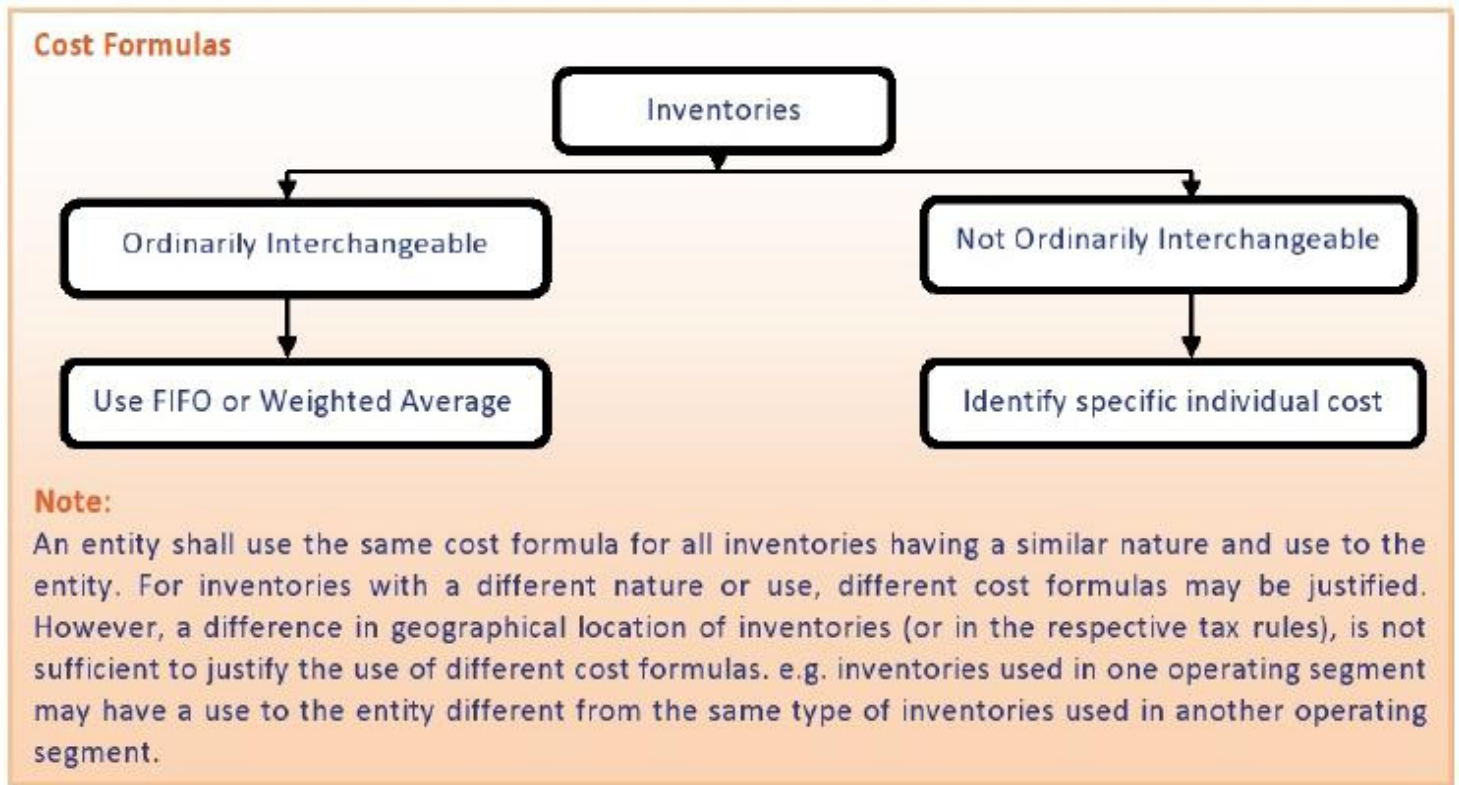 Cost Formulas
Inventories
Ordinarily Interchangeable
Not Ordinarily Interchangeable
Use FIFO or Weighted Average
Identify specific individual cost
Note:
An entity shall use the same cost formula for all inventories having a similar nature and use to the
entity. For inventories with a different nature or use, different cost formulas may be justified.
However, a difference in geographical location of inventories (or in the respective tax rules), is not
sufficient to justify the use of different cost formulas. e.g. inventories used in one operating segment
may have a use to the entity different from the same type of inventories used in another operating
segment.